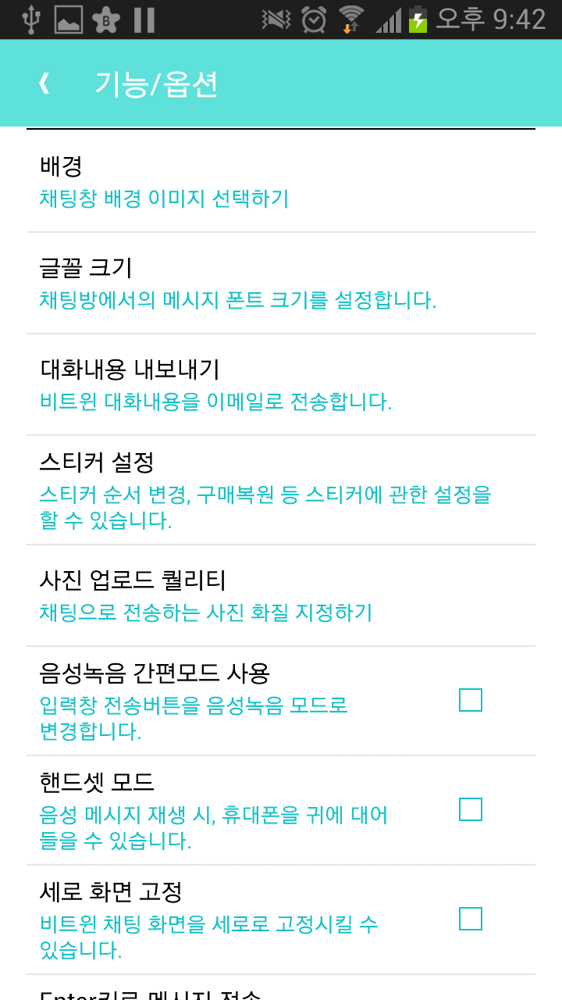 오후 9:42
기능/옵션
배경
채팅창 배경 이미지 선택하기
글꼴 크기
채팅방에서의 메시지 폰트 크기를 설정합니다.
대화내용 내보내기
비트윈 대화내용을 이메일로 전송합니다.
스티커 설정
스티커 순서 변경, 구매복원 등 스티커에 관한 설정을
할 수 있습니다.
사진 업로드 퀄리티
채팅으로 전송하는 사진 화질 지정하기
음성녹음 간편모드 사용
입력창 전송버튼을 음성녹음 모드로
변경합니다.
핸드셋 모드
음성 메시지 재생 시, 휴대폰을 귀에 대어
들을 수 있습니다.
세로 화면 고정
비트윈 채팅 화면을 세로로 고정시킬 수
있습니다.
Enter키로 메시지 전송